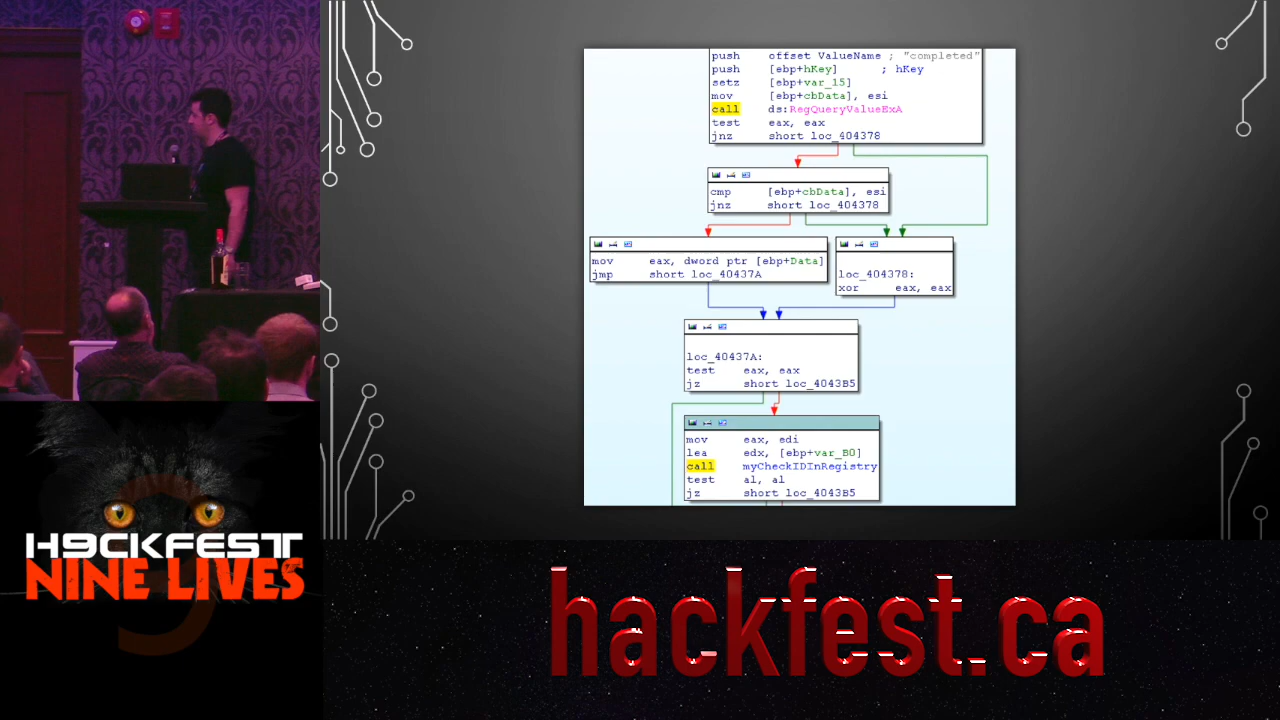 push offset ValueName ; "completed"
push [ebp+hKey] ; hKey
setz [ebp+var_15]
mov [ebp+cbData], esi
call ds:RegQueryValueExA
test eax, eax
jnz short loc_404378
cmp [ebp+cbData], esi
jnz short loc_404378
mov eax, dword ptr [ebp+Data]
jmp short loc_40437A
loc_404378:
xor eax, eax
loc_40437A:
test eax, eax
jz short loc_4043B5
mov eax, edi
lea edx, [ebp+var_B0]
call myCheckIDInRegistry
test al, al
jz short loc_4043B5
H9CKFEST
NINE LIVES
9
hackfest.ca